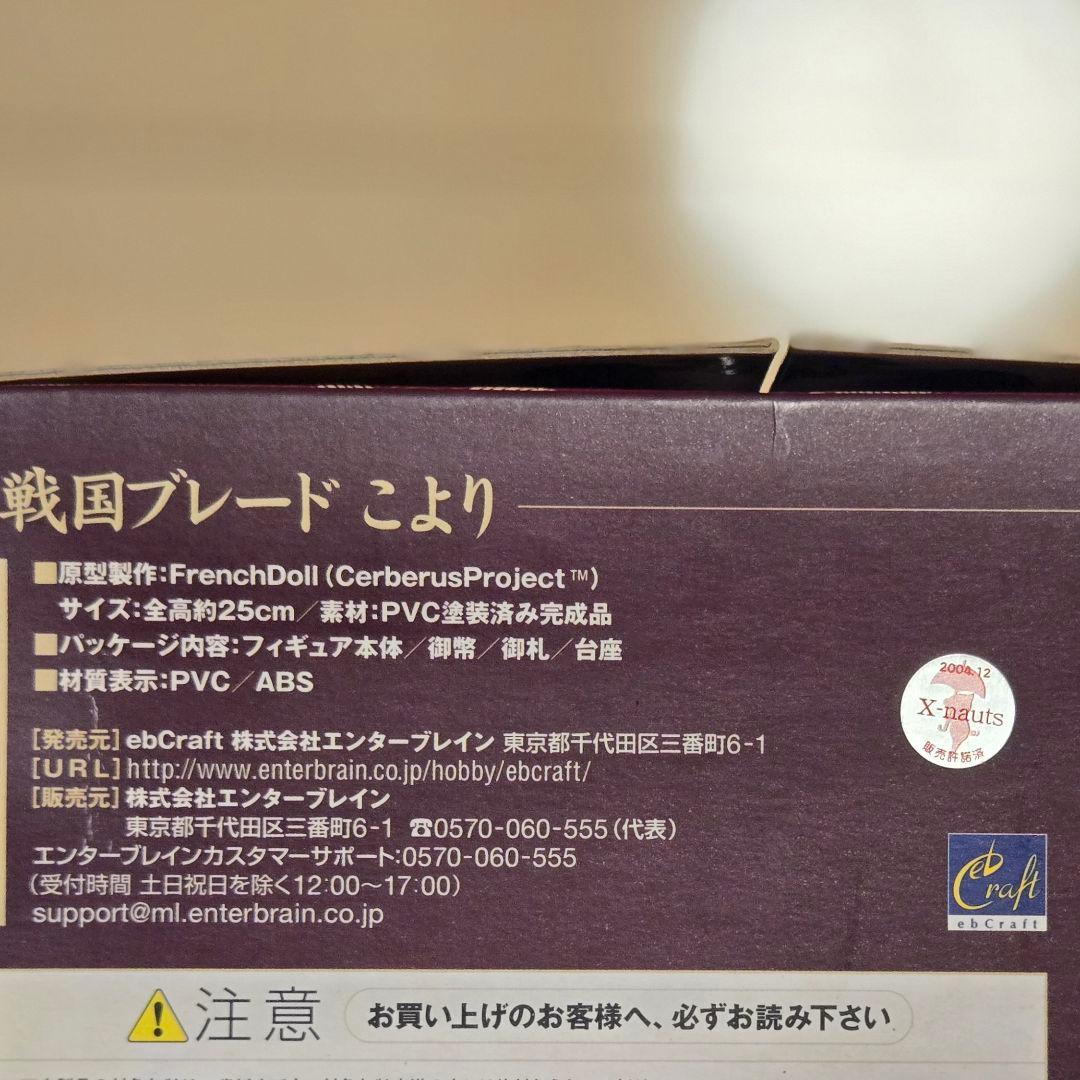 戦国ブレード こより
■原型製作：FrenchDoll（CerberusProject™）
サイズ：全高約25cm／素材：PVC塗装済み完成品
■パッケージ内容：フィギュア本体／御幣／御札／台座
■材質表示：PVC／ABS
2004.12
X-nauts
販売許諾済
[発売元] ebCraft 株式会社エンターブレイン 東京都千代田区三番町6-1
[URL] http://www.enterbrain.co.jp/hobby/ebcraft/
[販売元] 株式会社エンターブレイン
東京都千代田区三番町6-1 ☎0570-060-555（代表）
エンターブレインカスタマーサポート：0570-060-555
（受付時間 土日祝日を除く12：00〜17：00）
support@ml.enterbrain.co.jp
eb Craft
ebCraft
注意 お買い上げのお客様へ、必ずお読み下さい